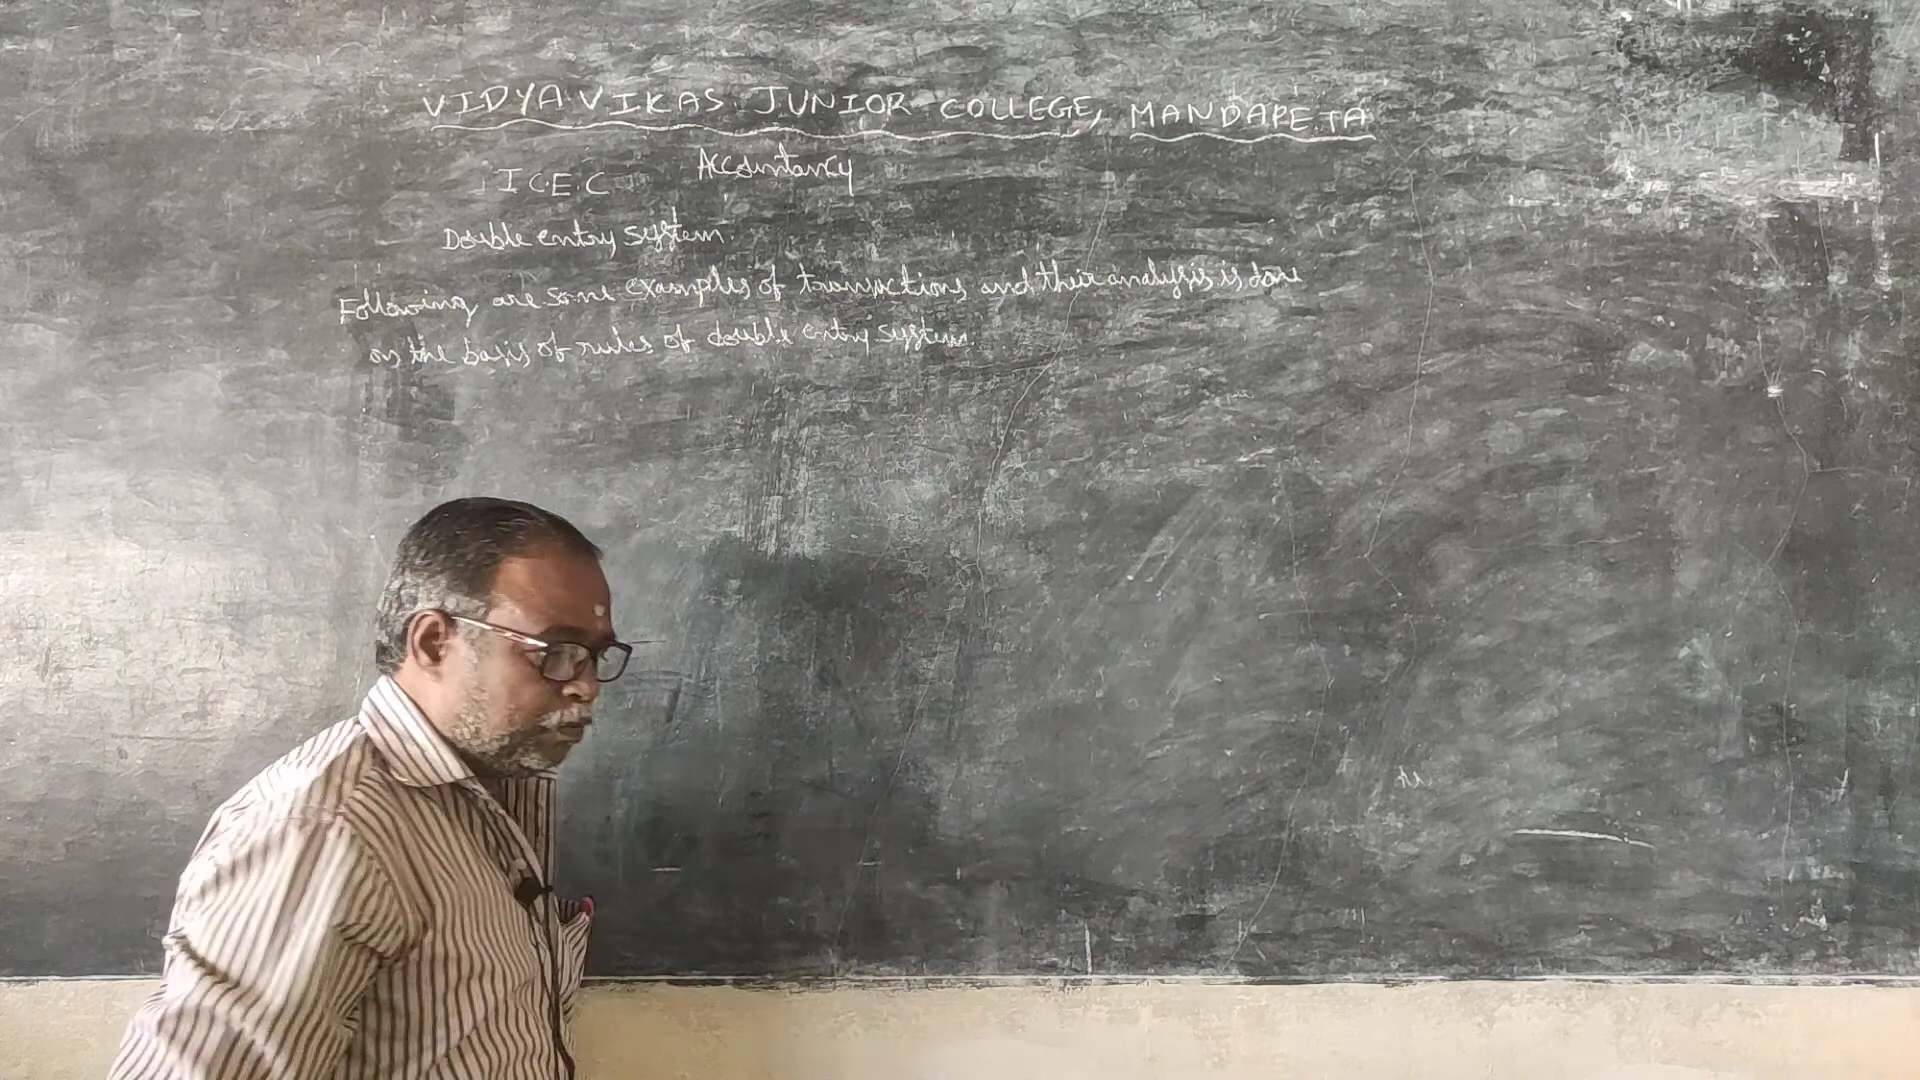 VIDYA VIKAS JUNIOR COLLEGE, MANDAPETA
I C.E.C Accountancy
Double entry system.
Following are some examples of transactions and their analysis is done
on the basis of rules of double entry system.